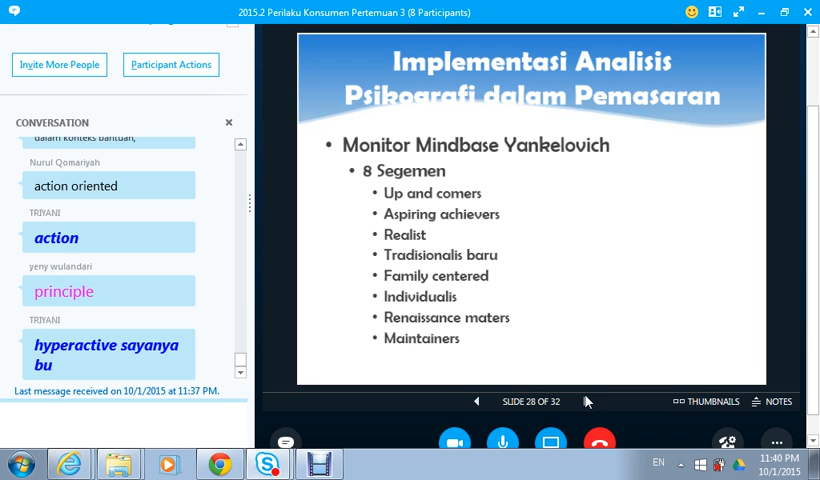 2015.2 Perilaku Konsumen Pertemuan 3 (8 Participants)
Invite More People
Participant Actions
CONVERSATION
dalam konteks bantuan,
Nurul Qomariyah
action oriented
TRIYANI
action
yeny wulandari
principle
TRIYANI
hyperactive sayanya
bu
Last message received on 10/1/2015 at 11:37 PM.
Implementasi Analisis
Psikografi dalam Pemasaran
• Monitor Mindbase Yankelovich
• 8 Segemen
• Up and comers
• Aspiring achievers
• Realist
• Tradisionalis baru
• Family centered
• Individualis
• Renaissance maters
• Maintainers
SLIDE 28 OF 32
THUMBNAILS
NOTES
EN
11:40 PM
10/1/2015